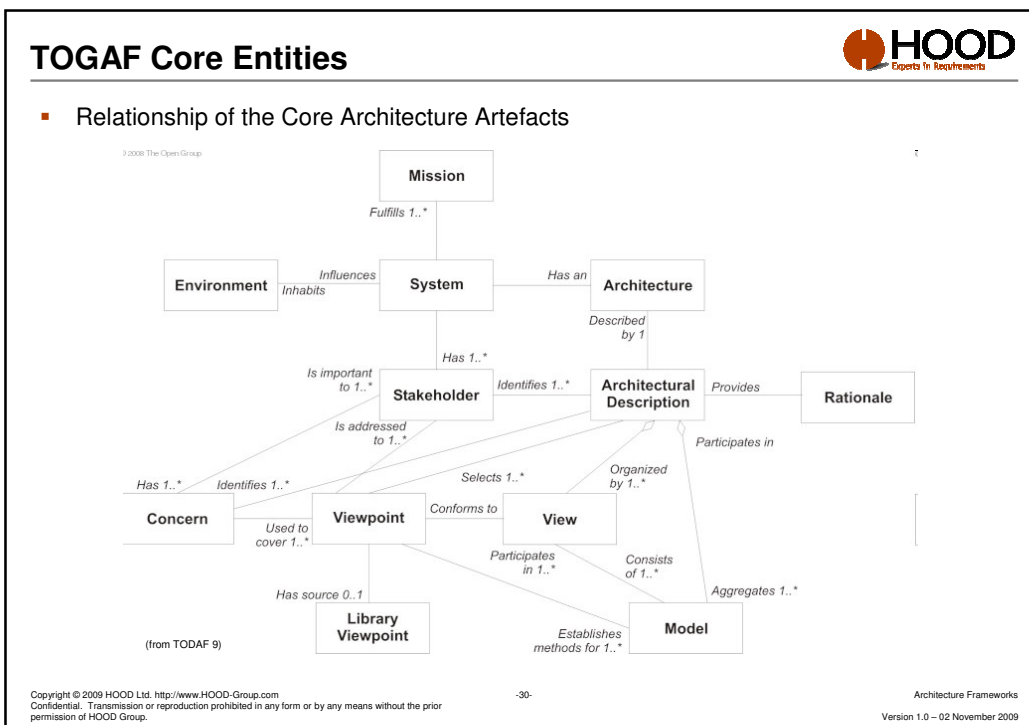 TOGAF Core Entities
HOOD
Experts in Requirements
▪ Relationship of the Core Architecture Artefacts
© 2008 The Open Group
Mission
Fulfills 1..*
Environment
Influences
Inhabits
System
Has an
Architecture
Described
by 1
Has 1..*
Is important
to 1..*
Stakeholder
Identifies 1..*
Architectural
Description
Provides
Rationale
Is addressed
to 1..*
Participates in
Has 1..*
Identifies 1..*
Selects 1..*
Organized
by 1..*
Concern
Used to
cover 1..*
Viewpoint
Conforms to
View
Participates
in 1..*
Consists
of 1..*
Has source 0..1
Aggregates 1..*
Library
Viewpoint
Establishes
methods for 1..*
Model
(from TODAF 9)
Copyright © 2009 HOOD Ltd. http://www.HOOD-Group.com
Confidential. Transmission or reproduction prohibited in any form or by any means without the prior
permission of HOOD Group.
-30-
Architecture Frameworks
Version 1.0 – 02 November 2009